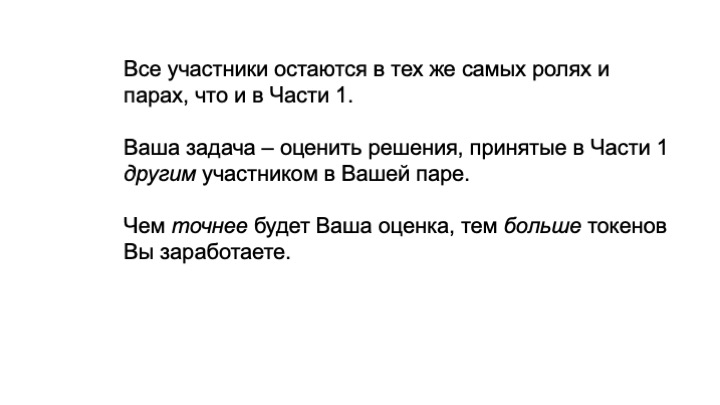 Все участники остаются в тех же самых ролях и
парах, что и в Части 1.
Ваша задача – оценить решения, принятые в Части 1
другим участником в Вашей паре.
Чем точнее будет Ваша оценка, тем больше токенов
Вы заработаете.